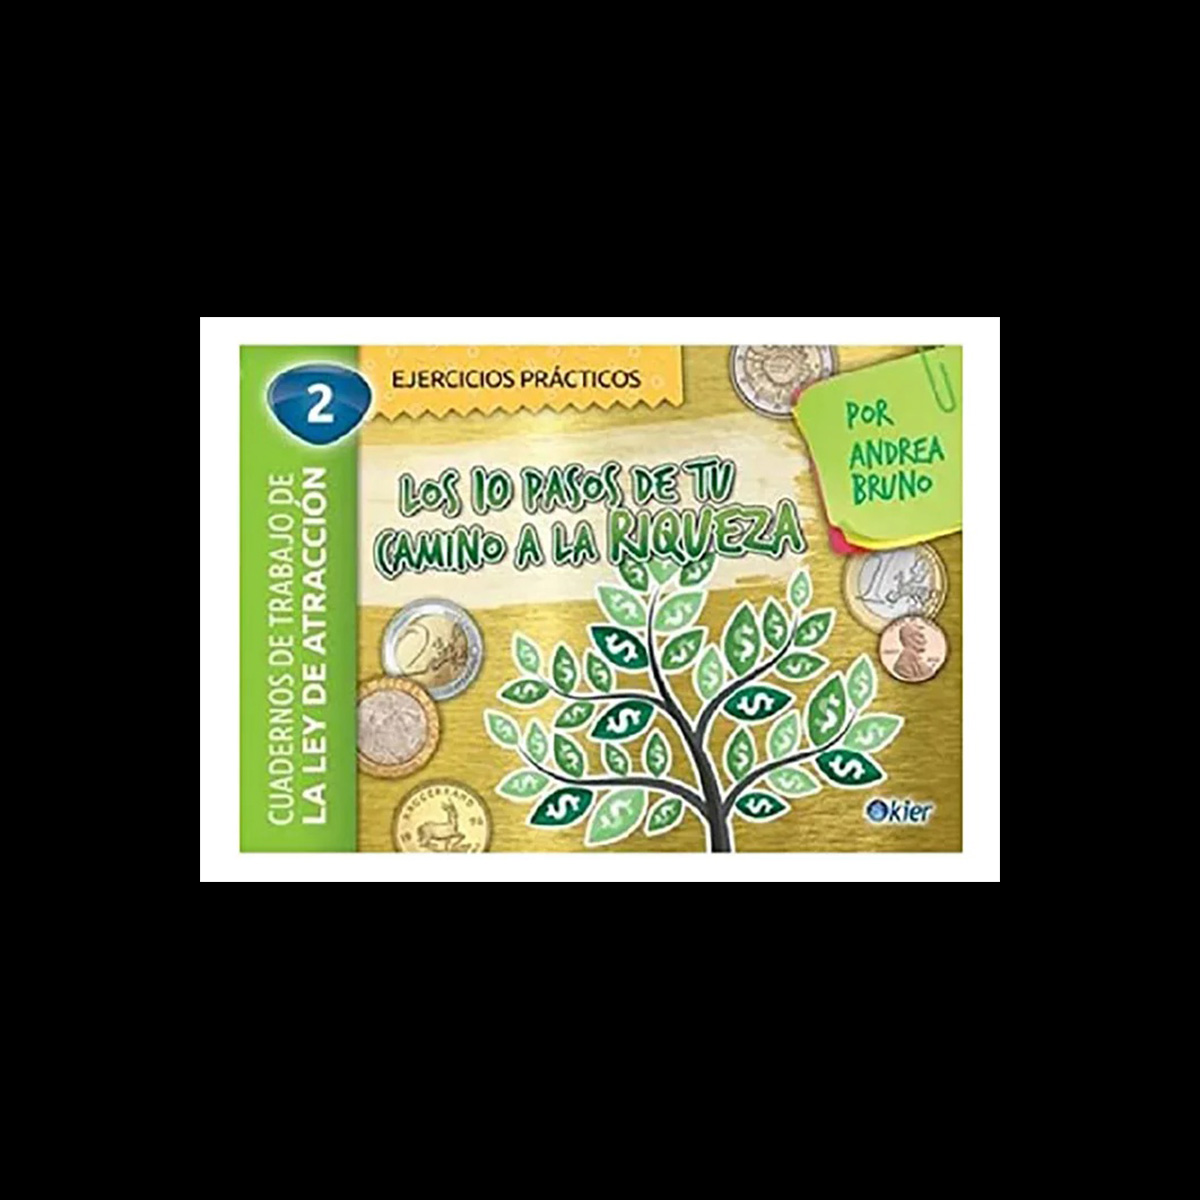 2
EJERCICIOS PRÁCTICOS
POR
ANDREA
BRUNO
LOS 10 PASOS DE TU
CAMINO A LA RIQUEZA
CUADERNOS DE TRABAJO DE
LA LEY DE ATRACCIÓN
kier